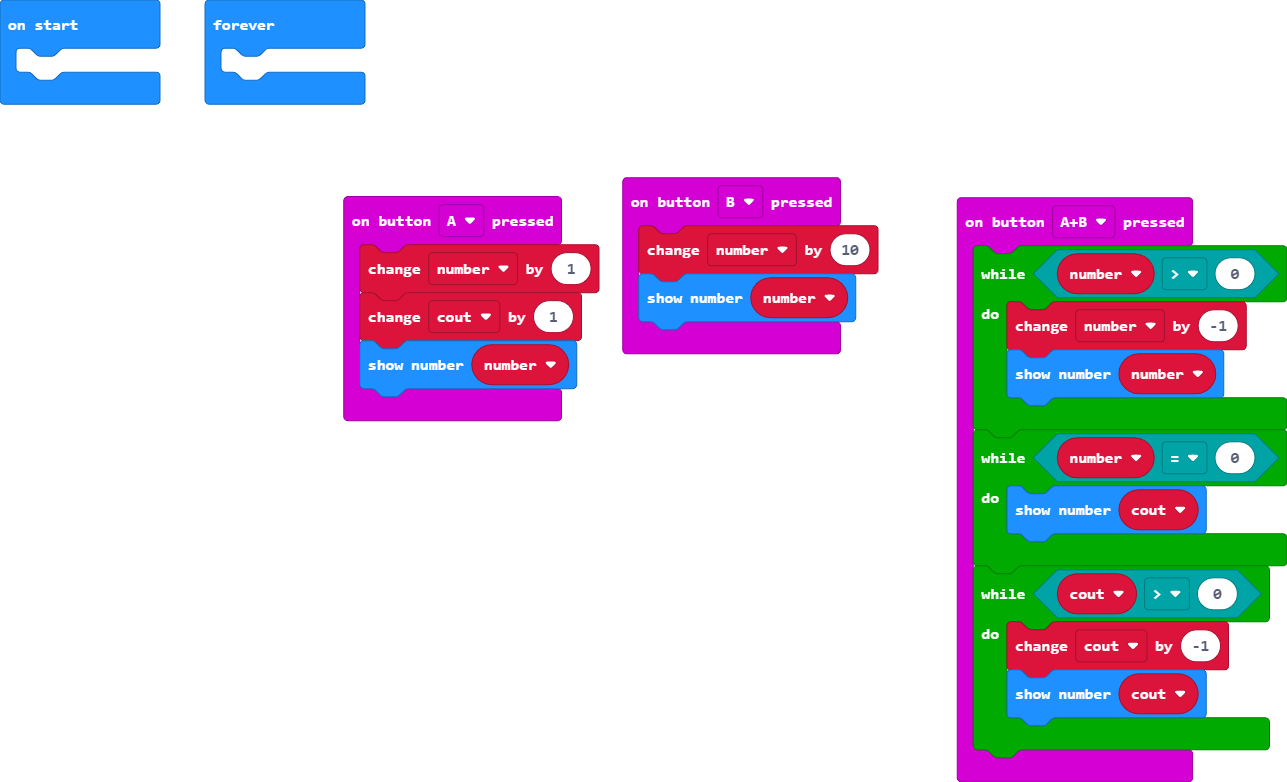 on start
forever
on button A pressed
change number by 1
change cout by 1
show number number
on button B pressed
change number by 10
show number number
on button A+B pressed
while number > 0
do
change number by -1
show number number
while number = 0
do
show number cout
while cout > 0
do
change cout by -1
show number cout